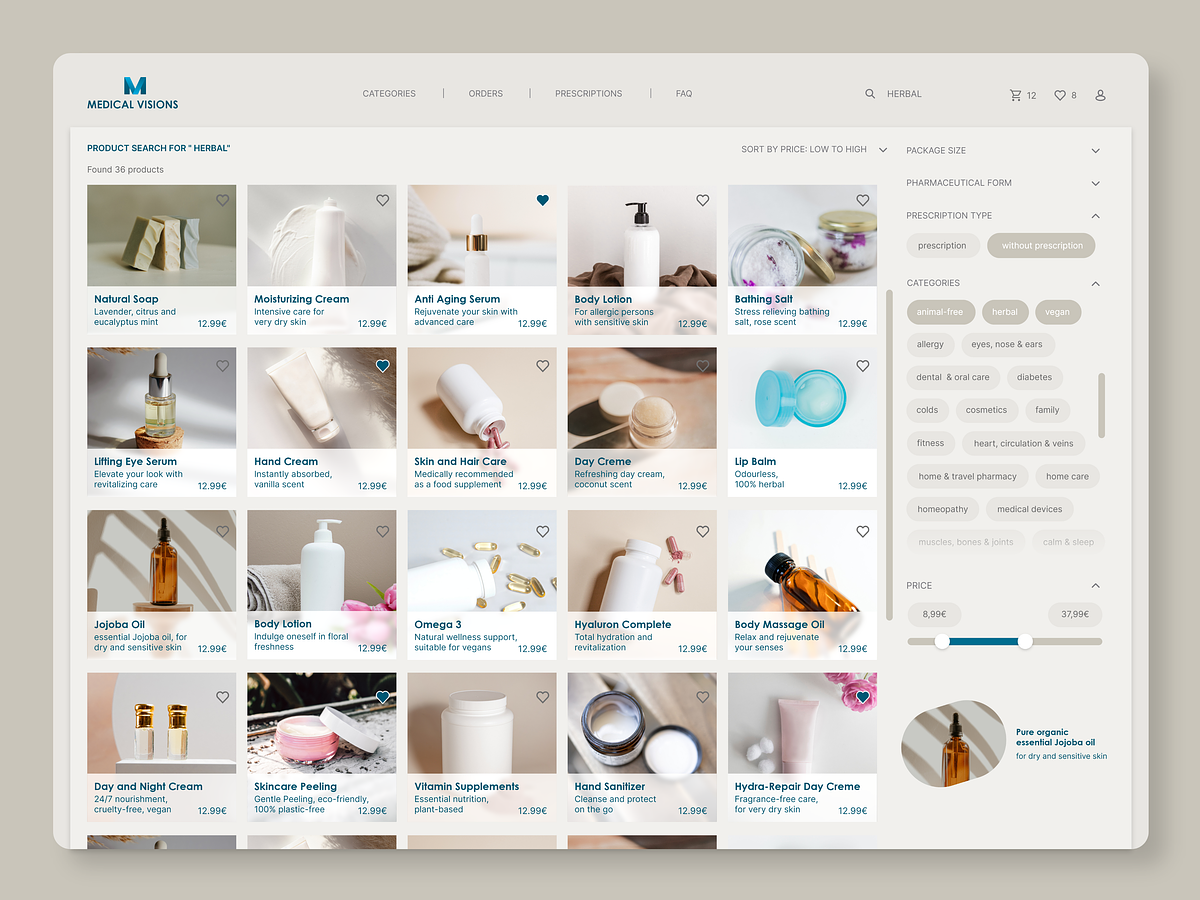 M
MEDICAL VISIONS
CATEGORIES | ORDERS | PRESCRIPTIONS | FAQ
HERBAL
12
8
PRODUCT SEARCH FOR " HERBAL"
SORT BY PRICE: LOW TO HIGH
Found 36 products
Natural Soap
Lavender, citrus and
eucalyptus mint
12.99€
Moisturizing Cream
Intensive care for
very dry skin
12.99€
Anti Aging Serum
Rejuvenate your skin with
advanced care
12.99€
Body Lotion
For allergic persons
with sensitive skin
12.99€
Bathing Salt
Stress relieving bathing
salt, rose scent
12.99€
Lifting Eye Serum
Elevate your look with
revitalizing care
12.99€
Hand Cream
Instantly absorbed,
vanilla scent
12.99€
Skin and Hair Care
Medically recommended
as a food supplement
12.99€
Day Creme
Refreshing day cream,
coconut scent
12.99€
Lip Balm
Odourless,
100% herbal
12.99€
Jojoba Oil
essential Jojoba oil, for
dry and sensitive skin
12.99€
Body Lotion
Indulge oneself in floral
freshness
12.99€
Omega 3
Natural wellness support,
suitable for vegans
12.99€
Hyaluron Complete
Total hydration and
revitalization
12.99€
Body Massage Oil
Relax and rejuvenate
your senses
12.99€
Day and Night Cream
24/7 nourishment,
cruelty-free, vegan
12.99€
Skincare Peeling
Gentle Peeling, eco-friendly,
100% plastic-free
12.99€
Vitamin Supplements
Essential nutrition,
plant-based
12.99€
Hand Sanitizer
Cleanse and protect
on the go
12.99€
Hydra-Repair Day Creme
Fragrance-free care,
for very dry skin
12.99€
PACKAGE SIZE
PHARMACEUTICAL FORM
PRESCRIPTION TYPE
prescription
without prescription
CATEGORIES
animal-free
herbal
vegan
allergy
eyes, nose & ears
dental & oral care
diabetes
colds
cosmetics
family
fitness
heart, circulation & veins
home & travel pharmacy
home care
homeopathy
medical devices
muscles, bones & joints
calm & sleep
PRICE
8,99€
37,99€
Pure organic
essential Jojoba oil
for dry and sensitive skin